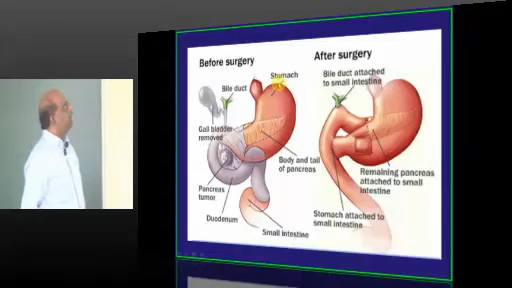 Before surgery
Stomach
Bile duct
Gall bladder
removed
Body and tail
of pancreas
Pancreas
tumor
Duodenum
Small intestine
After surgery
Bile duct attached
to small intestine
Remaining pancreas
attached to small
intestine
Stomach attached to
small intestine